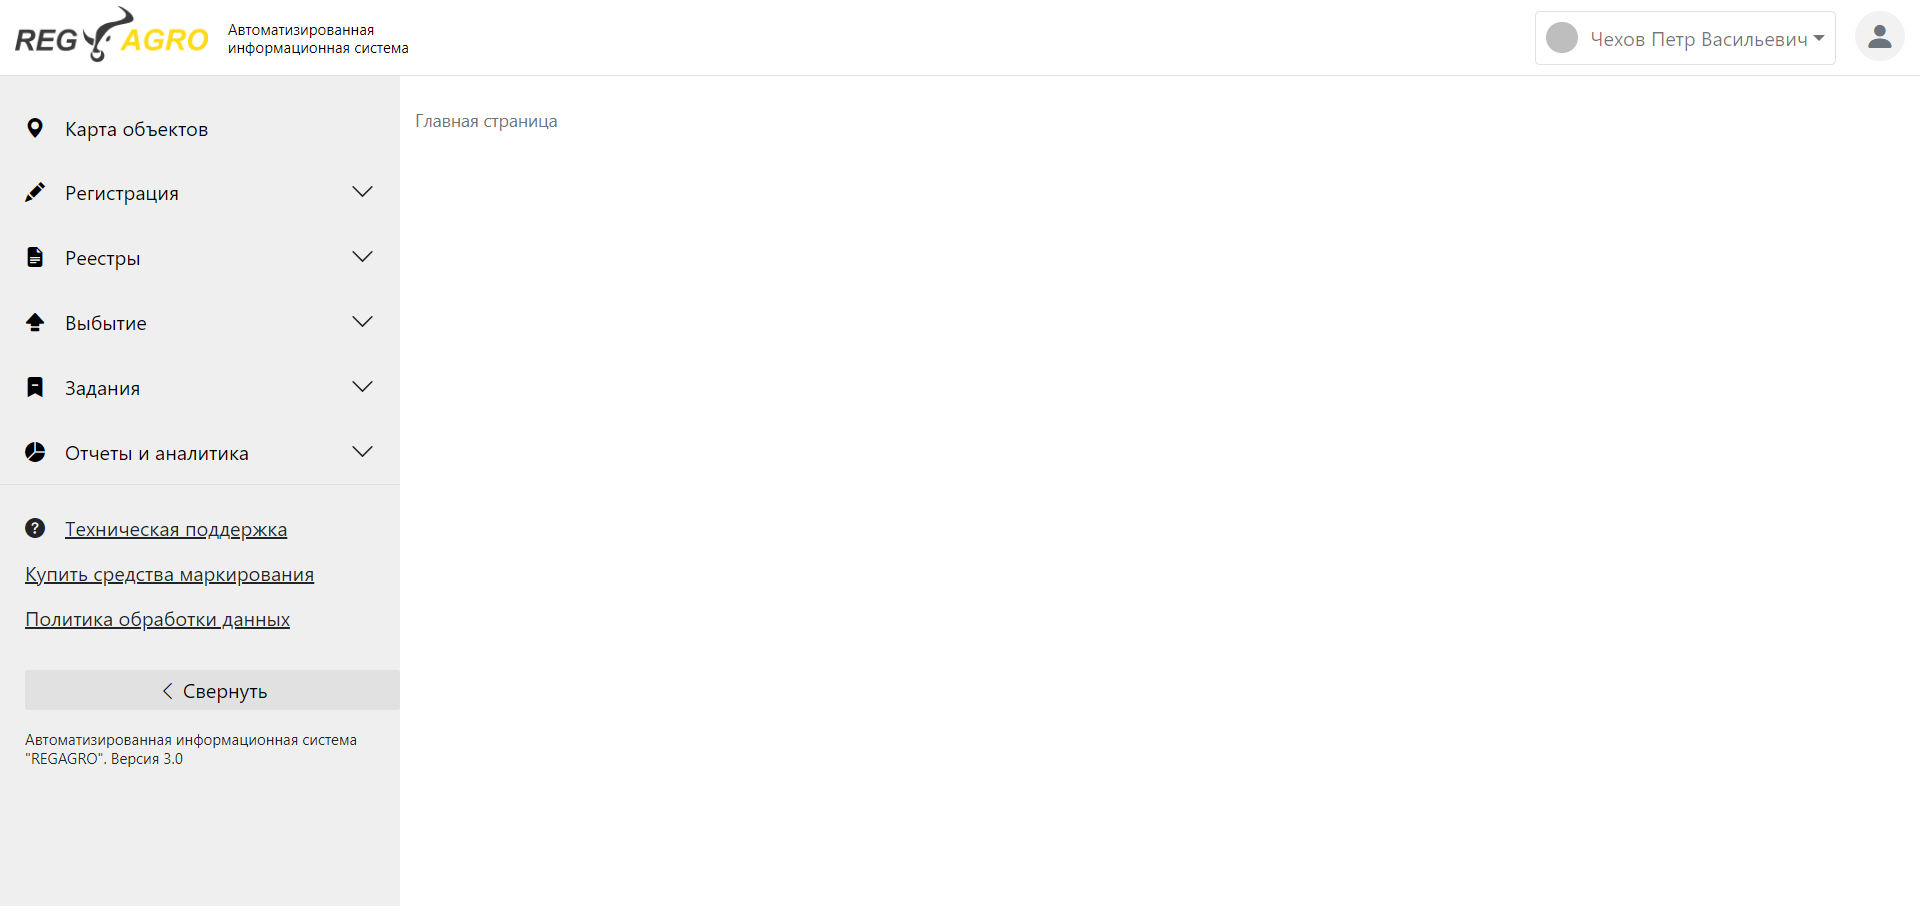 REG AGRO
Автоматизированная
информационная система
Чехов Петр Васильевич
Карта объектов
Главная страница
Регистрация
Реестры
Выбытие
Задания
Отчеты и аналитика
Техническая поддержка
Купить средства маркирования
Политика обработки данных
Свернуть
Автоматизированная информационная система
"REGAGRO". Версия 3.0